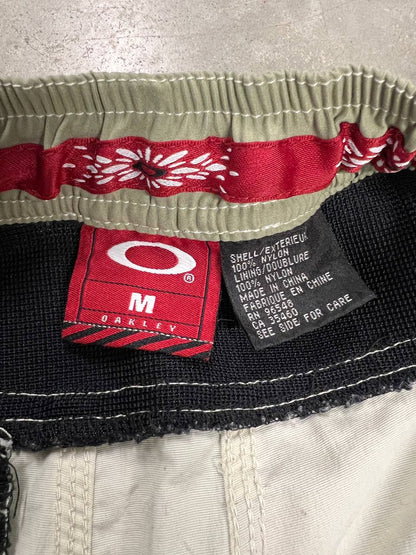 M
OAKLEY
®
SHELL/EXTERIEUR
100% NYLON
LINING/DOUBLURE
100% NYLON
MADE IN CHINA
FABRIQUE EN CHINE
RN 96548
CA 35460
SEE SIDE FOR CARE